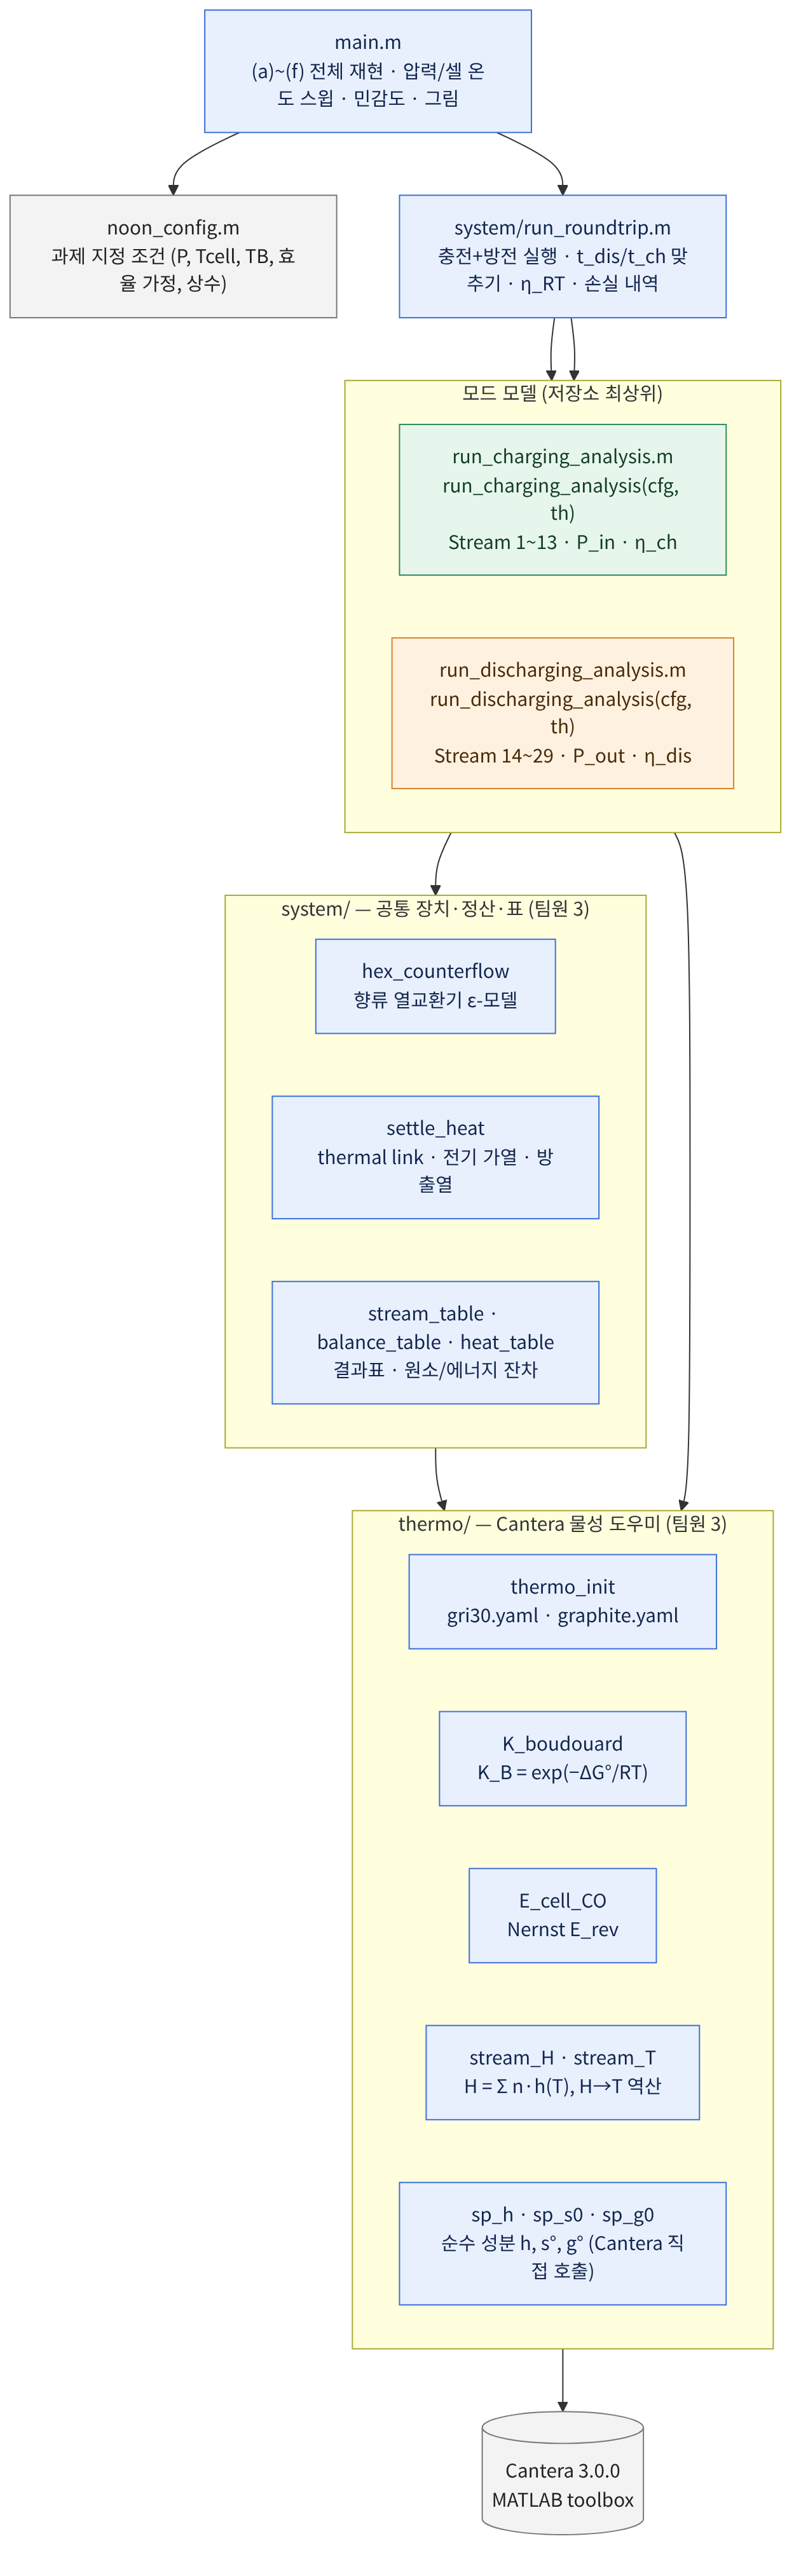 main.m
(a)~(f) 전체 재현 · 압력/셀 온
도 스윕 · 민감도 · 그림
noon_config.m
과제 지정 조건 (P, Tcell, TB, 효
율 가정, 상수)
system/run_roundtrip.m
충전+방전 실행 · t_dis/t_ch 맞
추기 · η_RT · 손실 내역
모드 모델 (저장소 최상위)
run_charging_analysis.m
run_charging_analysis(cfg,
th)
Stream 1~13 · P_in · η_ch
run_discharging_analysis.m
run_discharging_analysis(cfg,
th)
Stream 14~29 · P_out · η_dis
system/ — 공통 장치·정산·표 (팀원 3)
hex_counterflow
향류 열교환기 ε-모델
settle_heat
thermal link · 전기 가열 · 방
출열
stream_table ·
balance_table · heat_table
결과표 · 원소/에너지 잔차
thermo/ — Cantera 물성 도우미 (팀원 3)
thermo_init
gri30.yaml · graphite.yaml
K_boudouard
K_B = exp(−ΔG°/RT)
E_cell_CO
Nernst E_rev
stream_H · stream_T
H = Σ n·h(T), H→T 역산
sp_h · sp_s0 · sp_g0
순수 성분 h, s°, g° (Cantera 직
접 호출)
Cantera 3.0.0
MATLAB toolbox